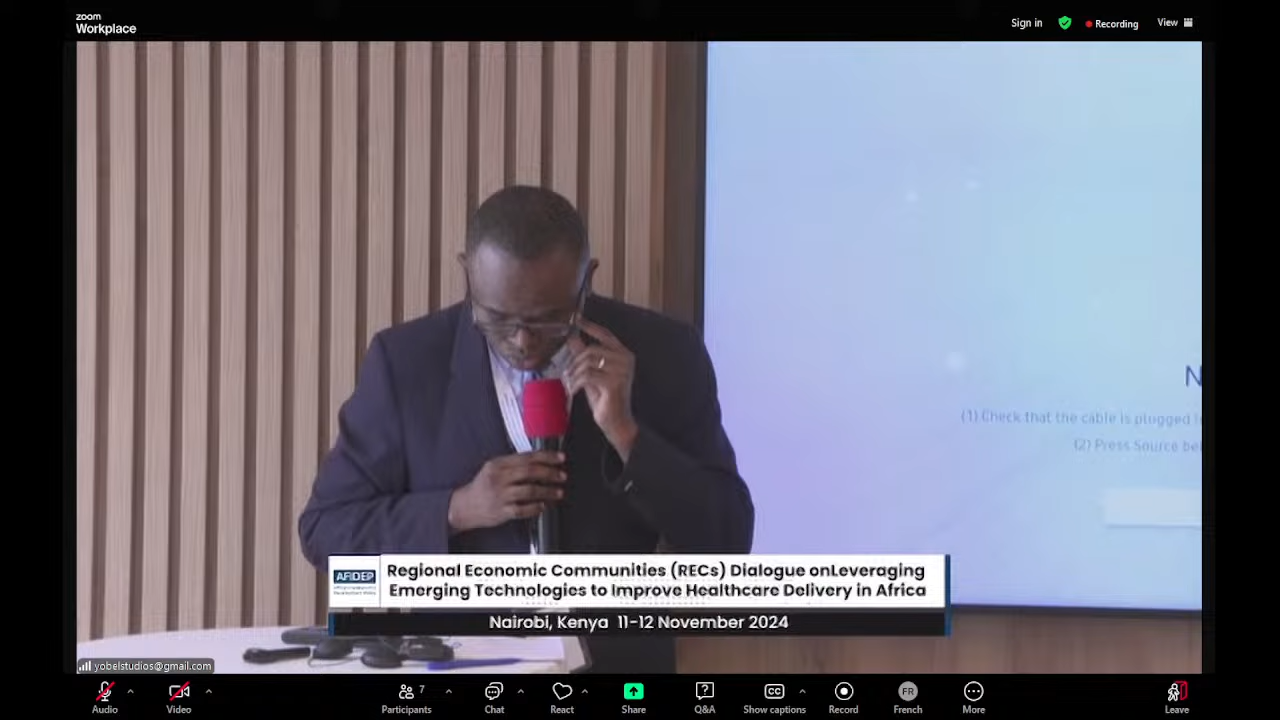 zoom
Workplace
Sign in
Recording
View
N
(1) Check that the cable is plugged i
(2) Press Source be
AFIDEP
Regional Economic Communities (RECs) Dialogue onLeveraging
Emerging Technologies to Improve Healthcare Delivery in Africa
Nairobi, Kenya 11-12 November 2024
yobelstudios@gmail.com
7
CC
FR
Audio
Video
Participants
Chat
React
Share
Q&A
Show captions
Record
French
More
Leave